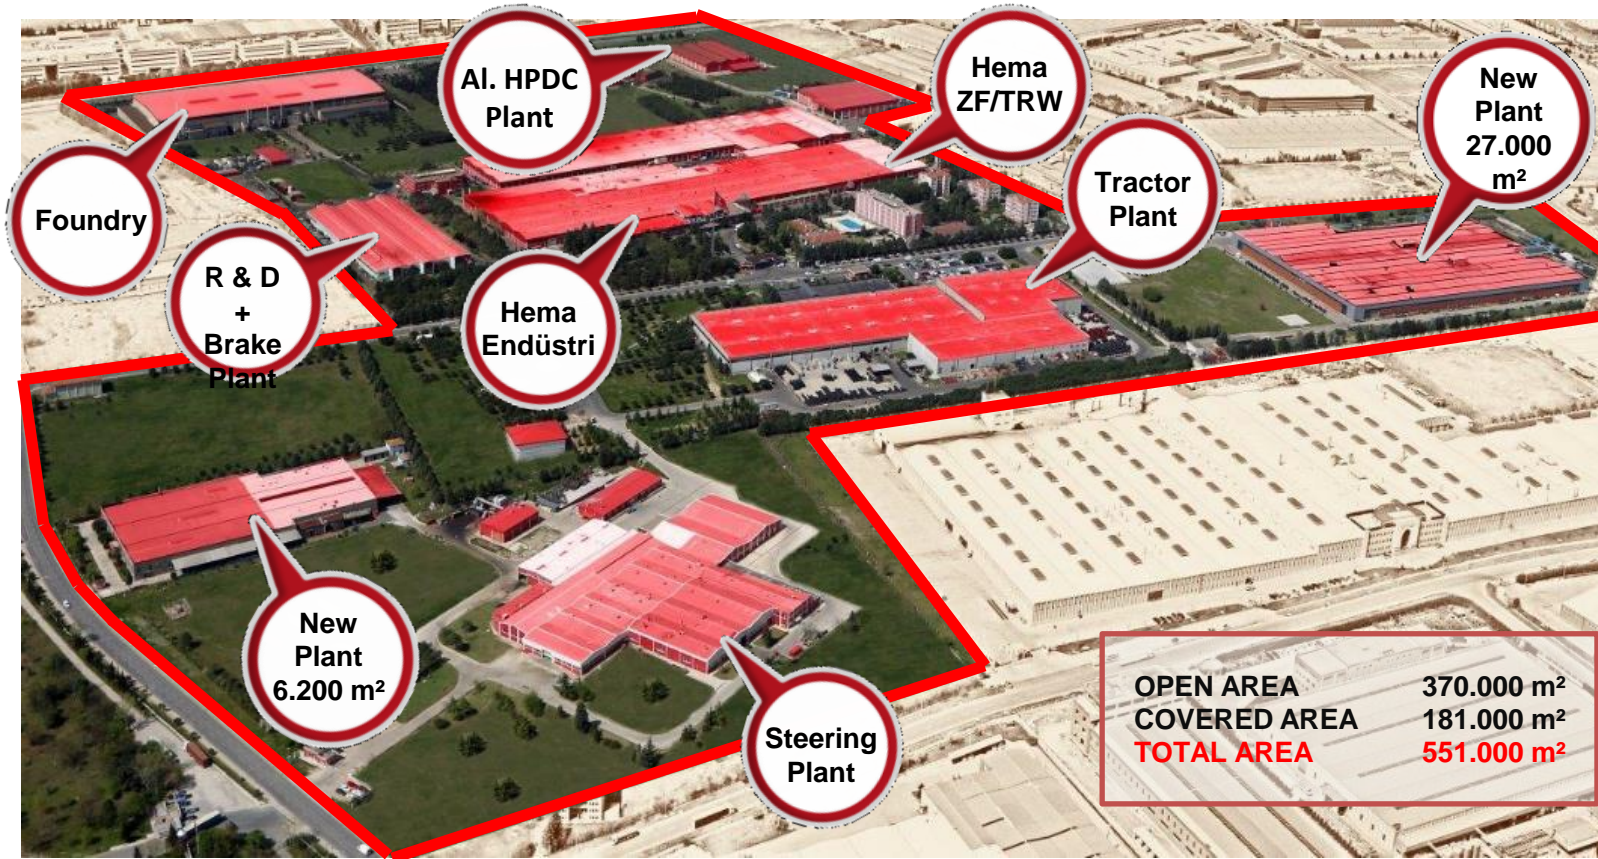 Al. HPDC
Plant
Hema
ZF/TRW
New
Plant
27.000
m²
Foundry
Tractor
Plant
R & D
+
Brake
Plant
Hema
Endüstri
New
Plant
6.200 m²
Steering
Plant
OPEN AREA 370.000 m²
COVERED AREA 181.000 m²
TOTAL AREA 551.000 m²